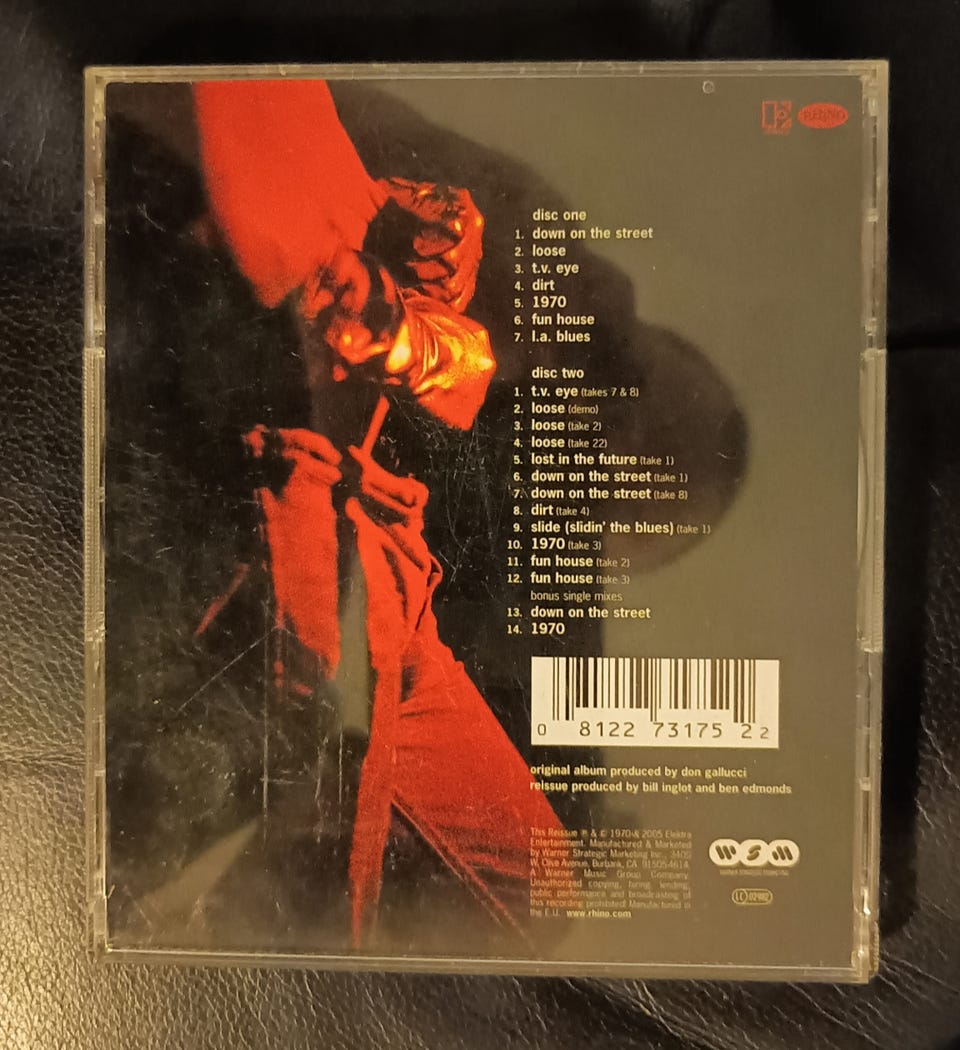 RHINO
disc one
1. down on the street
2. loose
3. t.v. eye
4. dirt
5. 1970
6. fun house
7. l.a. blues
disc two
1. t.v. eye (takes 7 & 8)
2. loose (demo)
3. loose (take 2)
4. loose (take 22)
5. lost in the future (take 1)
6. down on the street (take 1)
7. down on the street (take 8)
8. dirt (take 4)
9. slide (slidin' the blues) (take 1)
10. 1970 (take 3)
11. fun house (take 2)
12. fun house (take 3)
bonus single mixes
13. down on the street
14. 1970
0 8122 73175 2 2
original album produced by don gallucci
reissue produced by bill inglot and ben edmonds
This Reissue ℗ & © 1970 & 2005 Elektra
Entertainment. Manufactured & Marketed
by Warner Strategic Marketing Inc., 3400
W. Olive Avenue, Burbank, CA 91505-4614.
A Warner Music Group Company.
Unauthorized copying, hiring, lending,
public performance and broadcasting of
this recording prohibited! Manufactured in
the E.U. www.rhino.com
WSM
WARNER STRATEGIC MARKETING
LC 02982